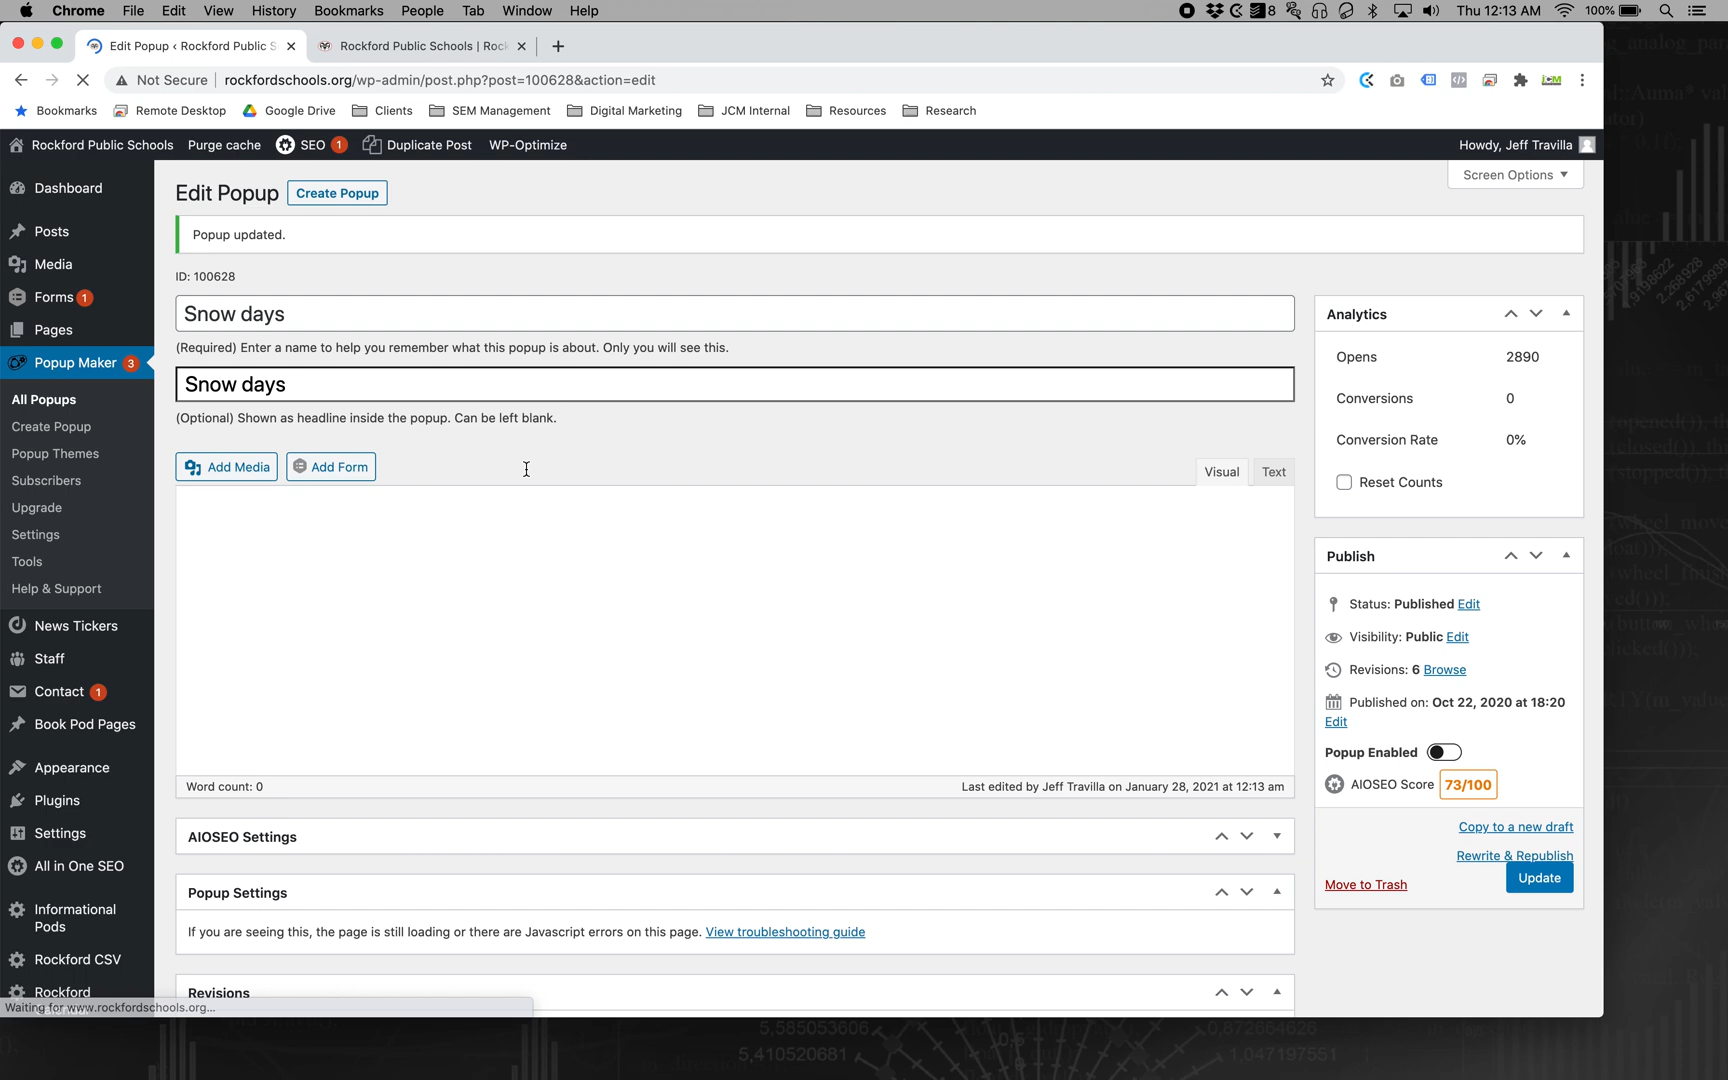 Chrome File Edit View History Bookmarks People Tab Window Help
8 Thu 12:13 AM 100%
Edit Popup ‹ Rockford Public S
Rockford Public Schools | Rock
Not Secure rockfordschools.org/wp-admin/post.php?post=100628&action=edit
Bookmarks Remote Desktop Google Drive Clients SEM Management Digital Marketing JCM Internal Resources Research
Rockford Public Schools Purge cache SEO 1 Duplicate Post WP-Optimize Howdy, Jeff Travilla
Dashboard
Posts
Media
Forms 1
Pages
Popup Maker 3
All Popups
Create Popup
Popup Themes
Subscribers
Upgrade
Settings
Tools
Help & Support
News Tickers
Staff
Contact 1
Book Pod Pages
Appearance
Plugins
Settings
All in One SEO
Informational
Pods
Rockford CSV
Rockford
Waiting for www.rockfordschools.org...
Screen Options
Edit Popup Create Popup
Popup updated.
ID: 100628
Snow days
(Required) Enter a name to help you remember what this popup is about. Only you will see this.
Snow days
(Optional) Shown as headline inside the popup. Can be left blank.
Add Media Add Form Visual Text
Word count: 0 Last edited by Jeff Travilla on January 28, 2021 at 12:13 am
AIOSEO Settings
Popup Settings
If you are seeing this, the page is still loading or there are Javascript errors on this page. View troubleshooting guide
Revisions
Analytics
Opens 2890
Conversions 0
Conversion Rate 0%
Reset Counts
Publish
Status: Published Edit
Visibility: Public Edit
Revisions: 6 Browse
Published on: Oct 22, 2020 at 18:20
Edit
Popup Enabled
AIOSEO Score 73/100
Copy to a new draft
Rewrite & Republish
Move to Trash Update
5,585053606
5,410520681
0,872664626
1,047197551